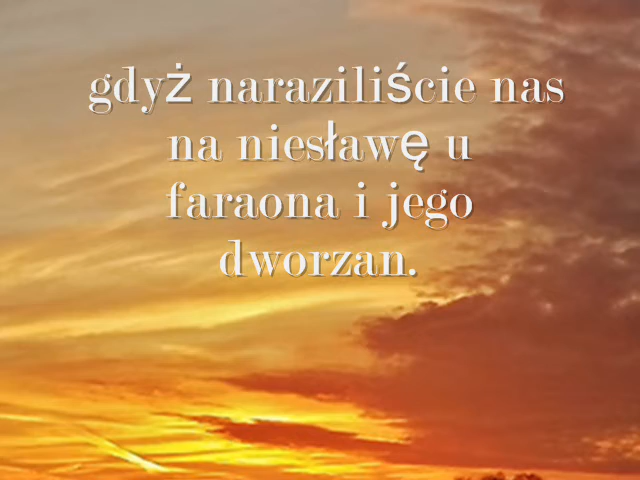 gdyż naraziliście nas
na niesławę u
faraona i jego
dworzan.